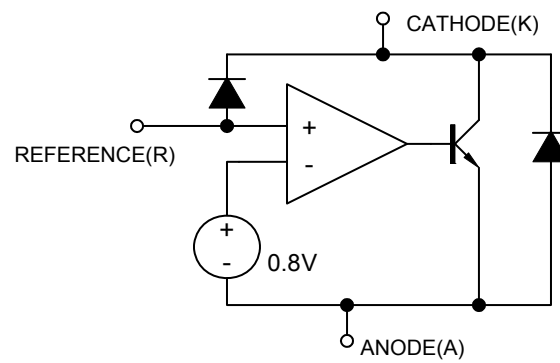 CATHODE(K)
REFERENCE(R)
+
-
+
-
0.8V
ANODE(A)